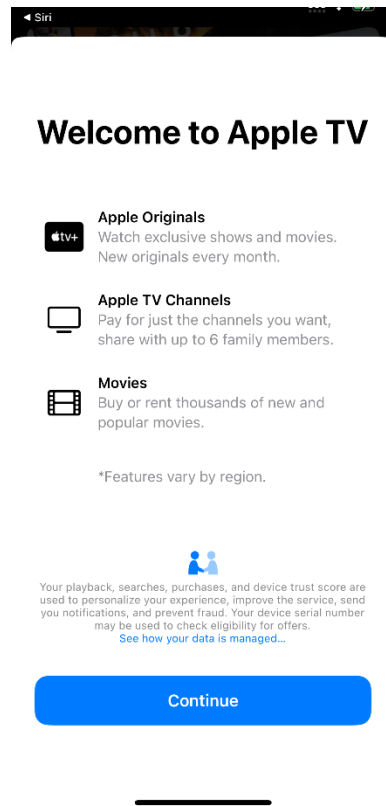 ◀ Siri
Welcome to Apple TV
Apple Originals
tv+
Watch exclusive shows and movies.
New originals every month.
Apple TV Channels
Pay for just the channels you want,
share with up to 6 family members.
Movies
Buy or rent thousands of new and
popular movies.
*Features vary by region.
Your playback, searches, purchases, and device trust score are
used to personalize your experience, improve the service, send
you notifications, and prevent fraud. Your device serial number
may be used to check eligibility for offers.
See how your data is managed...
Continue